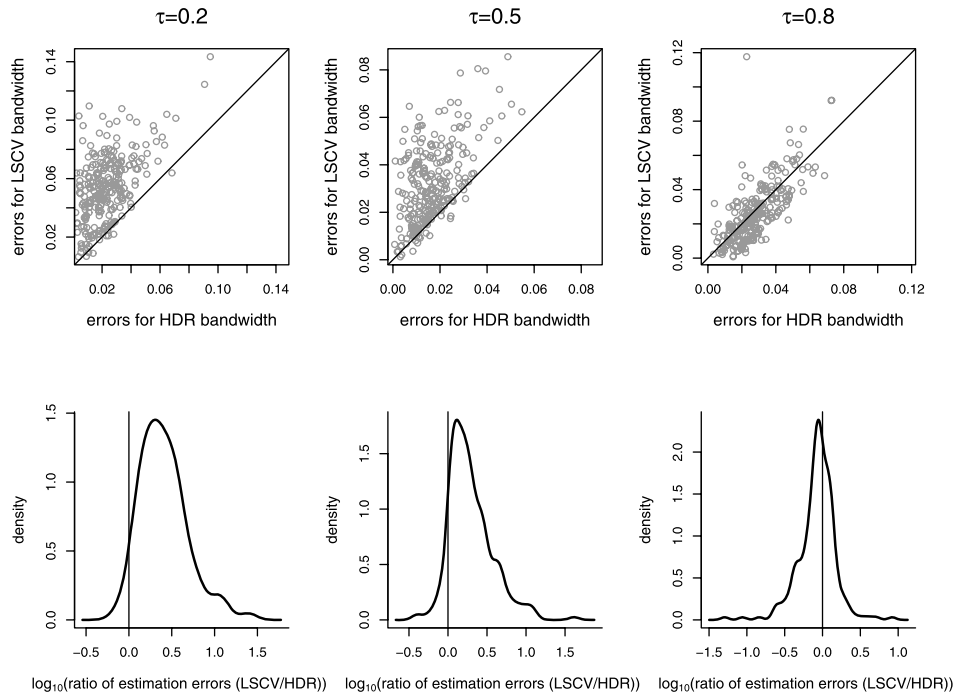 τ=0.2 τ=0.5 τ=0.8
errors for LSCV bandwidth
0.02 0.06 0.10 0.14
0.02 0.06 0.10 0.14
errors for HDR bandwidth
errors for LSCV bandwidth
0.00 0.02 0.04 0.06 0.08
0.00 0.02 0.04 0.06 0.08
errors for HDR bandwidth
errors for LSCV bandwidth
0.00 0.04 0.08 0.12
0.00 0.04 0.08 0.12
errors for HDR bandwidth
density
0.0 0.5 1.0 1.5
−0.5 0.0 0.5 1.0 1.5
log₁₀(ratio of estimation errors (LSCV/HDR))
density
0.0 0.5 1.0 1.5
−0.5 0.0 0.5 1.0 1.5
log₁₀(ratio of estimation errors (LSCV/HDR))
density
0.0 0.5 1.0 1.5 2.0
−1.5 −1.0 −0.5 0.0 0.5 1.0
log₁₀(ratio of estimation errors (LSCV/HDR))